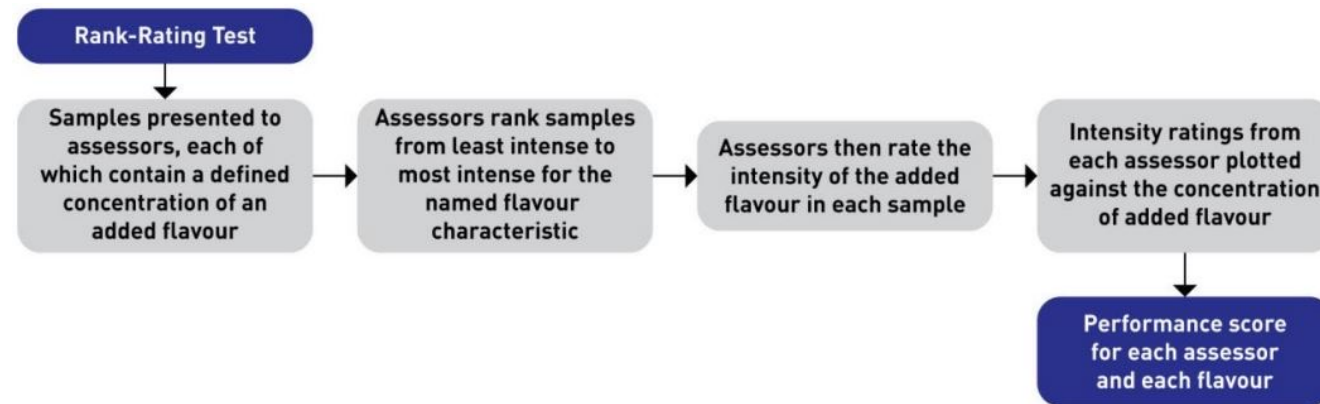 Rank-Rating Test
Samples presented to
assessors, each of
which contain a defined
concentration of an
added flavour
Assessors rank samples
from least intense to
most intense for the
named flavour
characteristic
Assessors then rate the
intensity of the added
flavour in each sample
Intensity ratings from
each assessor plotted
against the concentration
of added flavour
Performance score
for each assessor
and each flavour